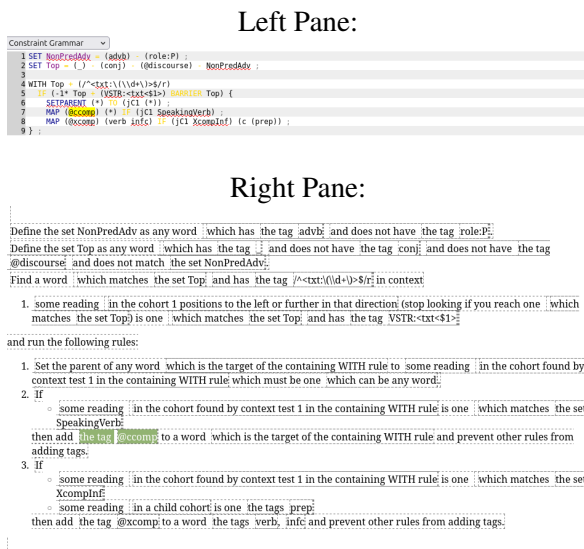 Left Pane:
Constraint Grammar
1 SET NonPredAdv = (advb) - (role:P) ;
2 SET Top = (_) - (conj) - (@discourse) - NonPredAdv ;
3
4 WITH Top + (/^<txt:\(\\d+\)>$/r)
5 IF (-1* Top + (VSTR:<txt<$1>) BARRIER Top) {
6 SETPARENT (*) TO (jC1 (*)) ;
7 MAP (@ccomp) (*) IF (jC1 SpeakingVerb) ;
8 MAP (@xcomp) (verb infc) IF (jC1 XcompInf) (c (prep)) ;
9 } ;
Right Pane:
Define the set NonPredAdv as any word which has the tag advb and does not have the tag role:P.
Define the set Top as any word which has the tag _, and does not have the tag conj and does not have the tag
@discourse and does not match the set NonPredAdv.
Find a word which matches the set Top and has the tag /^<txt:\(\\d+\)>$/r in context
1. some reading in the cohort 1 positions to the left or further in that direction (stop looking if you reach one which
matches the set Top) is one which matches the set Top and has the tag VSTR:<txt<$1>
and run the following rules:
1. Set the parent of any word which is the target of the containing WITH rule to some reading in the cohort found by
context test 1 in the containing WITH rule which must be one which can be any word.
2. If
some reading in the cohort found by context test 1 in the containing WITH rule is one which matches the set
SpeakingVerb
then add the tag @ccomp to a word which is the target of the containing WITH rule and prevent other rules from
adding tags.
3. If
some reading in the cohort found by context test 1 in the containing WITH rule is one which matches the set
XcompInf
some reading in a child cohort is one the tags prep
then add the tag @xcomp to a word the tags verb, infc and prevent other rules from adding tags.